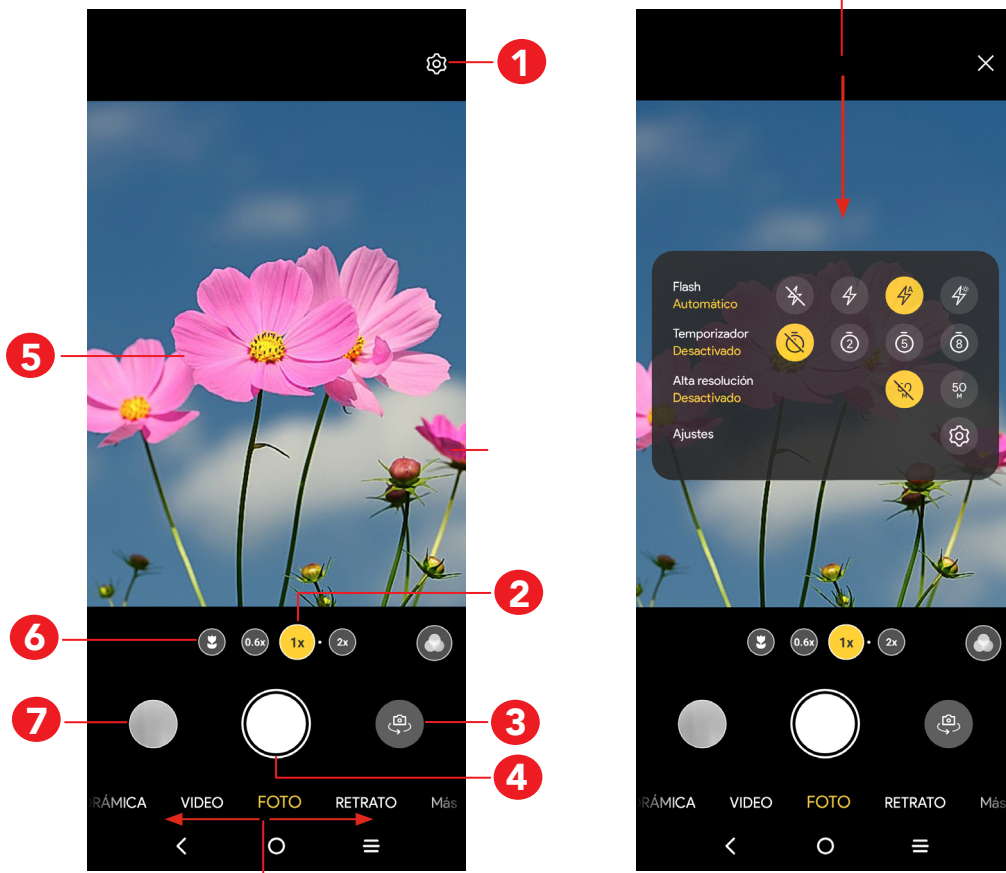 1
5
2
6
0.6x
1x
2x
7
3
4
RÁMICA VIDEO FOTO RETRATO Más
Flash
Automático
A
Temporizador
Desactivado
2
5
8
Alta resolución
Desactivado
50
M
50
M
Ajustes
0.6x
1x
2x
RÁMICA VIDEO FOTO RETRATO Más